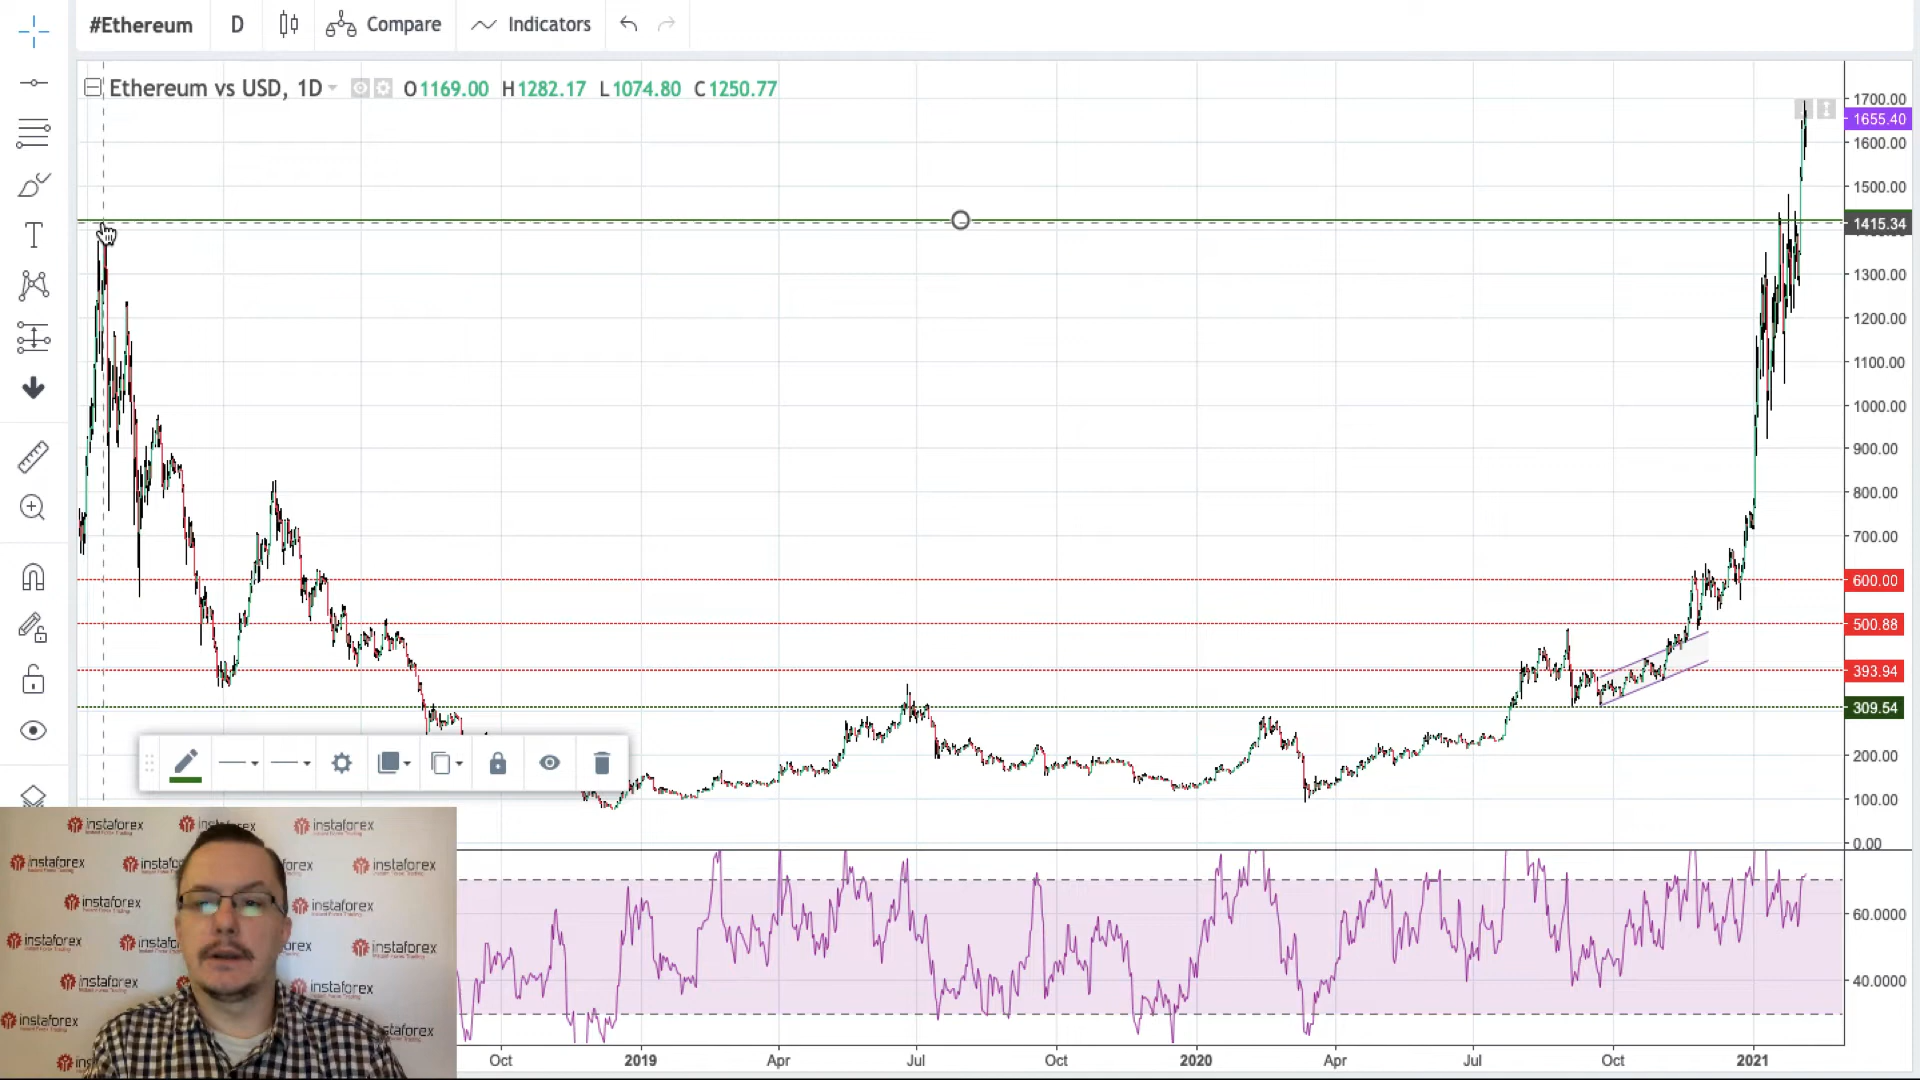 #Ethereum D Compare Indicators
Ethereum vs USD, 1D O1169.00 H1282.17 L1074.80 C1250.77
1700.00
1655.40
1600.00
1500.00
1415.34
1300.00
1200.00
1100.00
1000.00
900.00
800.00
700.00
600.00
500.88
393.94
309.54
200.00
100.00
0.00
60.0000
40.0000
Oct 2019 Apr Jul Oct 2020 Apr Jul Oct 2021
instaforex
Instant Forex Trading
instaforex
instaforex
instaforex
instaforex
instaforex
instaforex
instaforex
instaforex
instaforex
instaforex